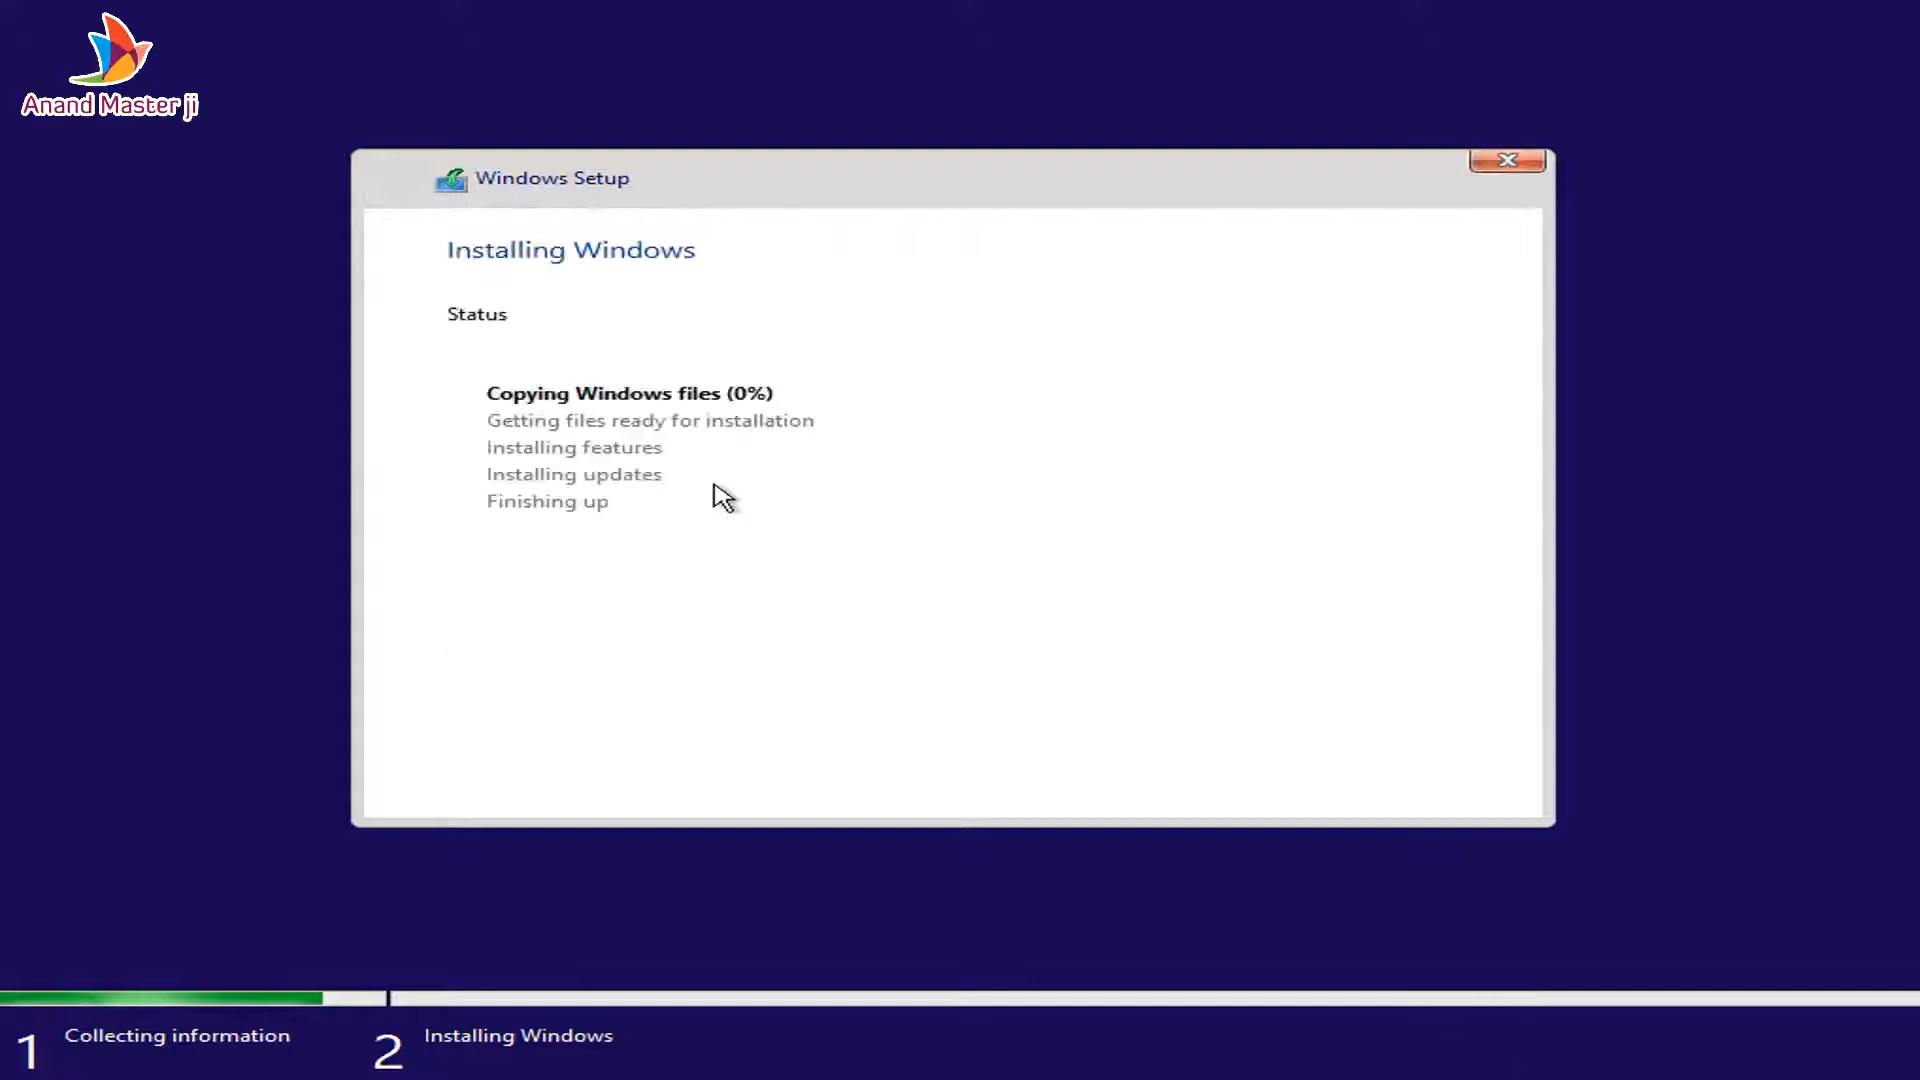 Anand Master ji
Windows Setup
Installing Windows
Status
Copying Windows files (0%)
Getting files ready for installation
Installing features
Installing updates
Finishing up
1 Collecting information
2 Installing Windows